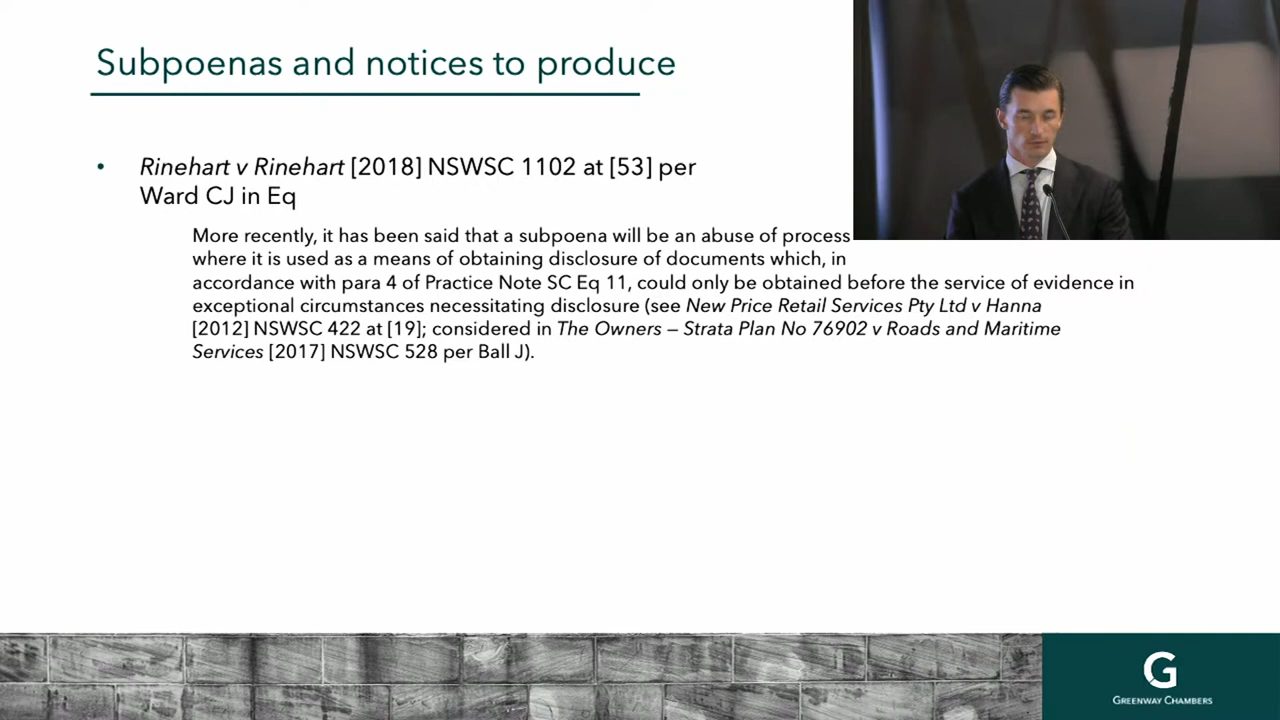 Subpoenas and notices to produce
• Rinehart v Rinehart [2018] NSWSC 1102 at [53] per
Ward CJ in Eq
More recently, it has been said that a subpoena will be an abuse of process
where it is used as a means of obtaining disclosure of documents which, in
accordance with para 4 of Practice Note SC Eq 11, could only be obtained before the service of evidence in
exceptional circumstances necessitating disclosure (see New Price Retail Services Pty Ltd v Hanna
[2012] NSWSC 422 at [19]; considered in The Owners – Strata Plan No 76902 v Roads and Maritime
Services [2017] NSWSC 528 per Ball J).
G
GREENWAY CHAMBERS